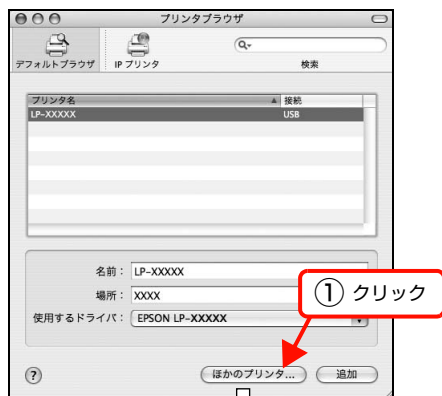 プリンタブラウザ
デフォルトブラウザ IP プリンタ 検索
プリンタ名 接続
LP-XXXXX USB
名前： LP-XXXXX
場所： XXXX
① クリック
使用するドライバ： EPSON LP-XXXXX
? ほかのプリンタ... 追加